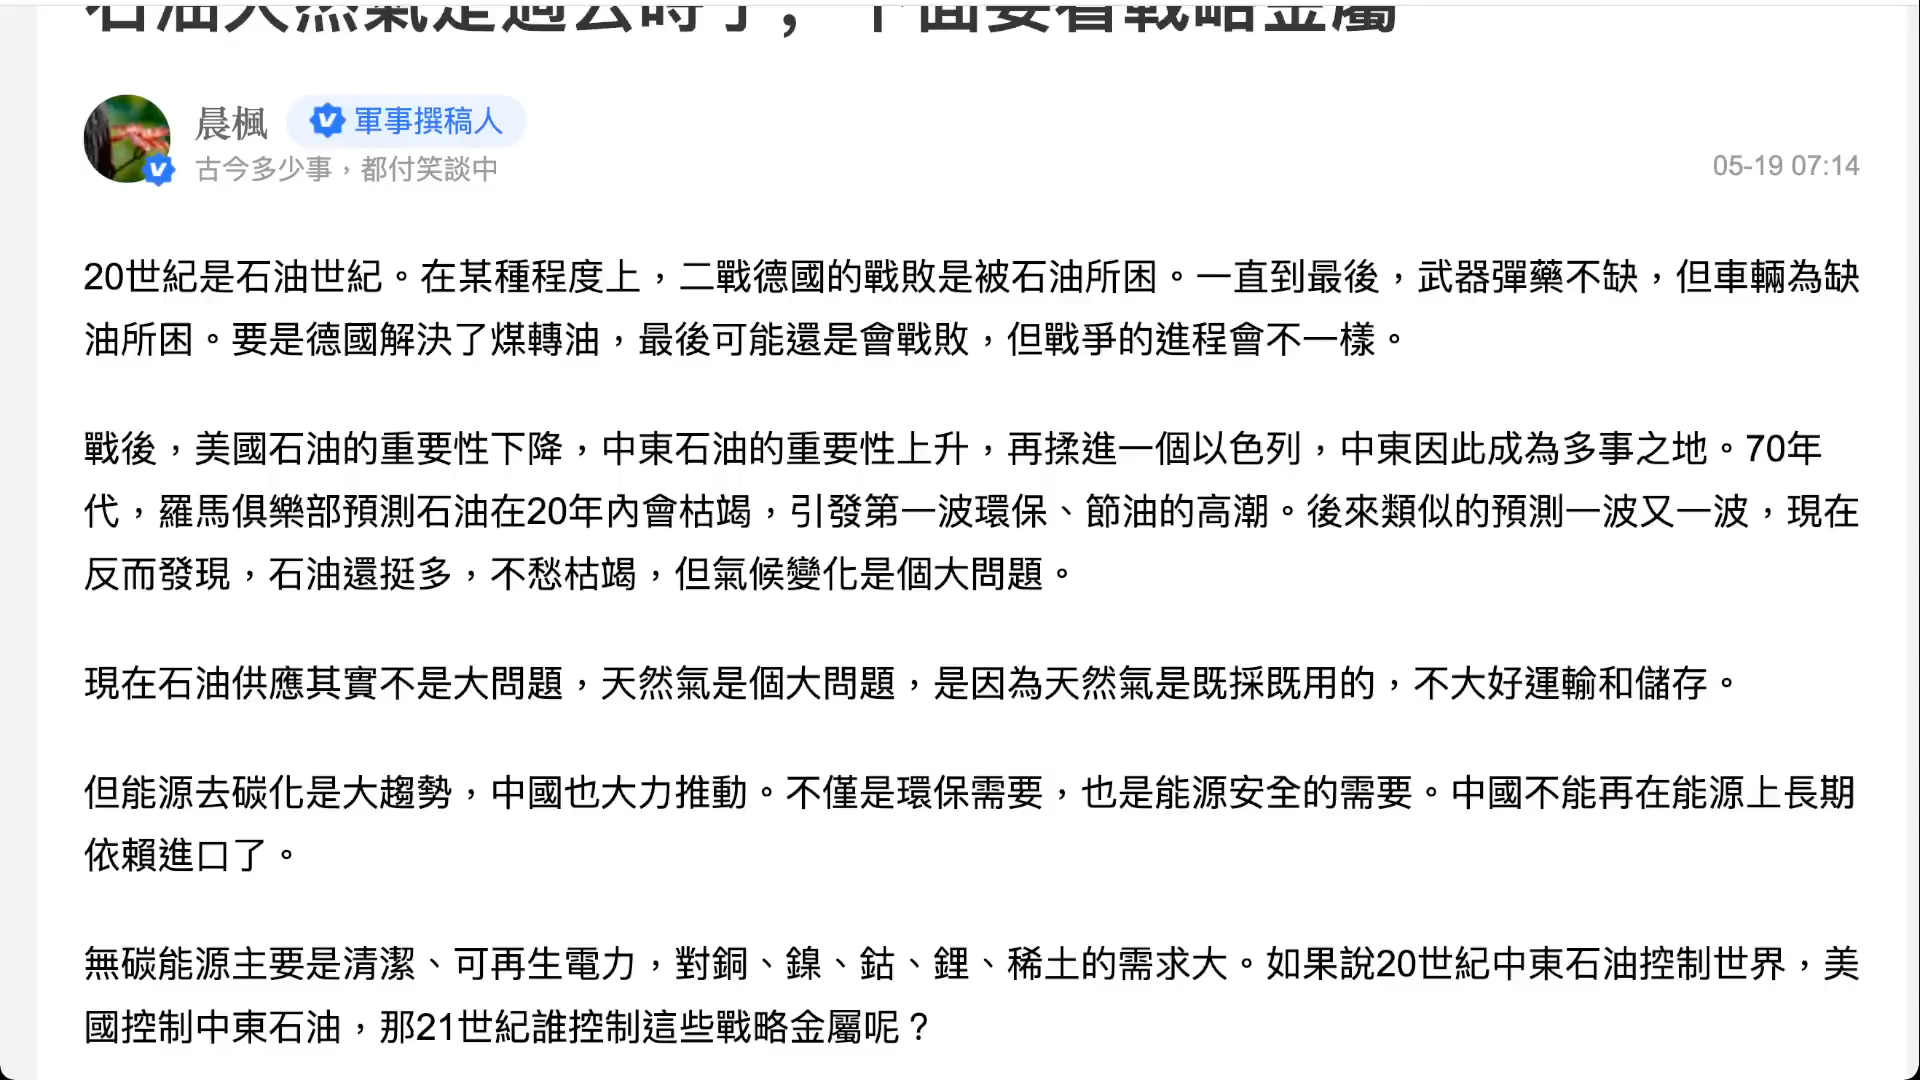 石油天然氣是過去時了，下面要看戰略金屬
晨楓 軍事撰稿人
古今多少事，都付笑談中
05-19 07:14
20世紀是石油世紀。在某種程度上，二戰德國的戰敗是被石油所困。一直到最後，武器彈藥不缺，但車輛為缺
油所困。要是德國解決了煤轉油，最後可能還是會戰敗，但戰爭的進程會不一樣。
戰後，美國石油的重要性下降，中東石油的重要性上升，再揉進一個以色列，中東因此成為多事之地。70年
代，羅馬俱樂部預測石油在20年內會枯竭，引發第一波環保、節油的高潮。後來類似的預測一波又一波，現在
反而發現，石油還挺多，不愁枯竭，但氣候變化是個大問題。
現在石油供應其實不是大問題，天然氣是個大問題，是因為天然氣是既採既用的，不大好運輸和儲存。
但能源去碳化是大趨勢，中國也大力推動。不僅是環保需要，也是能源安全的需要。中國不能再在能源上長期
依賴進口了。
無碳能源主要是清潔、可再生電力，對銅、鎳、鈷、鋰、稀土的需求大。如果說20世紀中東石油控制世界，美
國控制中東石油，那21世紀誰控制這些戰略金屬呢？